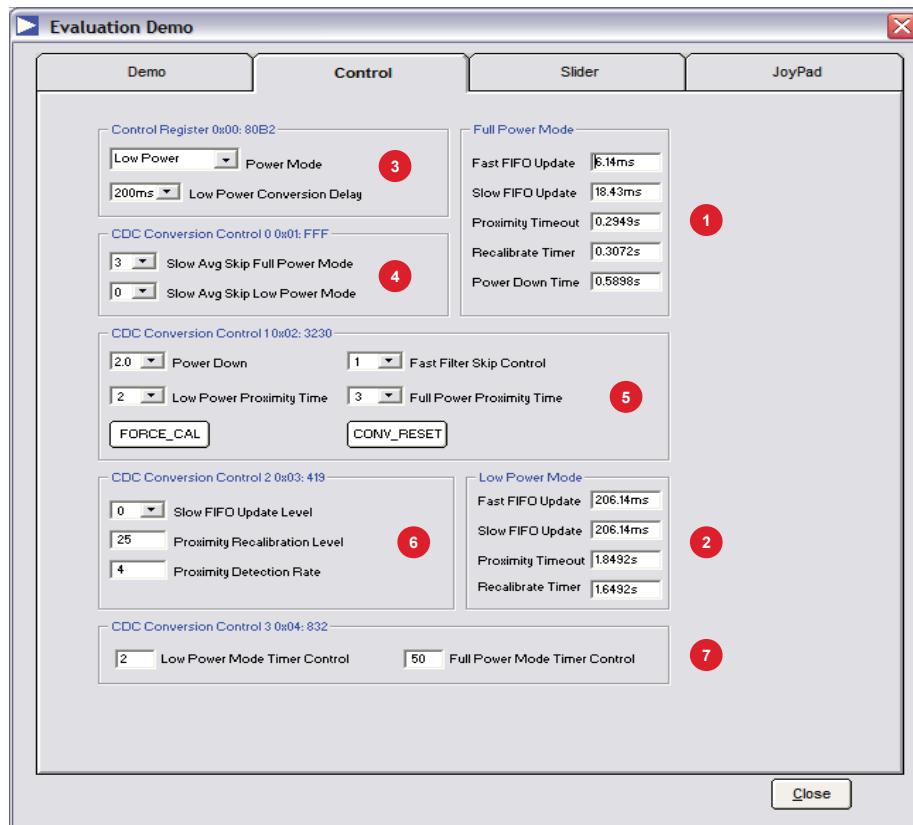 Evaluation Demo
Demo
Control
Slider
JoyPad
Control Register 0x00: 80B2
Low Power Power Mode
200ms Low Power Conversion Delay
3
Full Power Mode
Fast FIFO Update 6.14ms
Slow FIFO Update 18.43ms
Proximity Timeout 0.2949s
Recalibrate Timer 0.3072s
Power Down Time 0.5898s
1
CDC Conversion Control 0 0x01: FFF
3 Slow Avg Skip Full Power Mode
0 Slow Avg Skip Low Power Mode
4
CDC Conversion Control 1 0x02: 3230
2.0 Power Down 1 Fast Filter Skip Control
2 Low Power Proximity Time 3 Full Power Proximity Time
FORCE_CAL CONV_RESET
5
CDC Conversion Control 2 0x03: 419
0 Slow FIFO Update Level
25 Proximity Recalibration Level
4 Proximity Detection Rate
6
Low Power Mode
Fast FIFO Update 206.14ms
Slow FIFO Update 206.14ms
Proximity Timeout 1.8492s
Recalibrate Timer 1.6492s
2
CDC Conversion Control 3 0x04: 832
2 Low Power Mode Timer Control 50 Full Power Mode Timer Control
7
Close